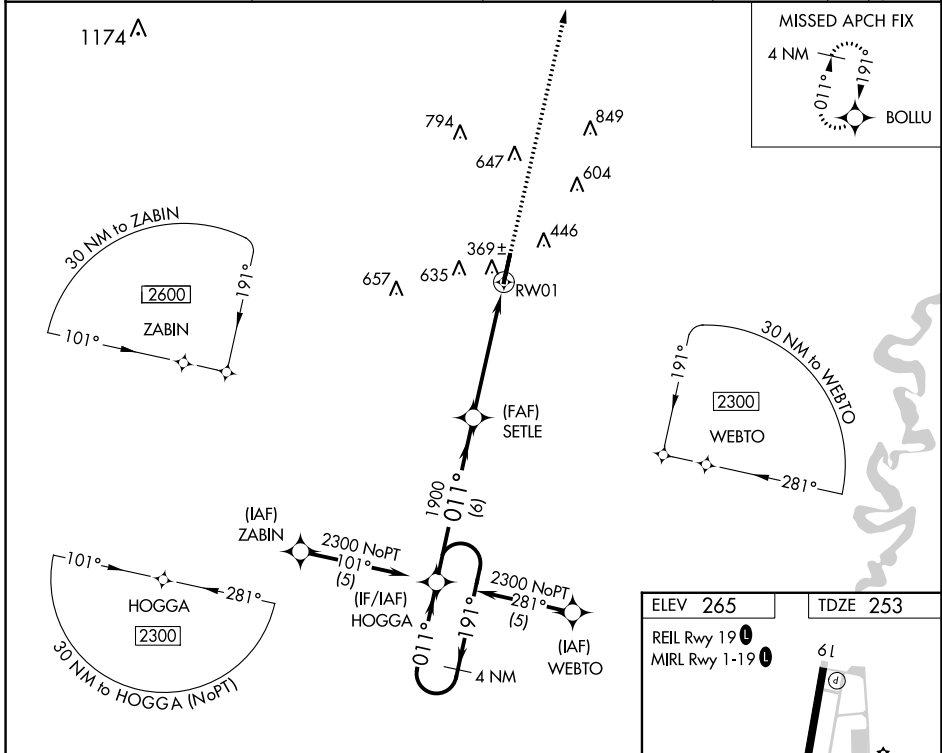 1174
MISSED APCH FIX
4 NM
011°
191°
BOLLU
794
849
647
604
446
369±
635
657
RW01
30 NM to ZABIN
2600
ZABIN
191°
101°
30 NM to WEBTO
191°
2300
WEBTO
281°
(FAF)
SETLE
1900
011°
(6)
(IAF)
ZABIN
2300 NoPT
101°
(5)
(IF/IAF)
HOGGA
2300 NoPT
281°
(5)
(IAF)
WEBTO
011°
191°
4 NM
101°
281°
HOGGA
2300
30 NM to HOGGA (NoPT)
ELEV 265
TDZE 253
REIL Rwy 19 L
MIRL Rwy 1-19 L
19
P